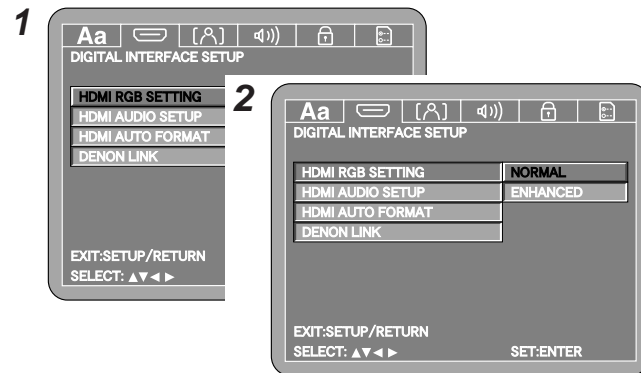 1
Aa
DIGITAL INTERFACE SETUP
HDMI RGB SETTING
HDMI AUDIO SETUP
HDMI AUTO FORMAT
DENON LINK
EXIT:SETUP/RETURN
SELECT: ▲▼◄ ►
2
Aa
DIGITAL INTERFACE SETUP
HDMI RGB SETTING NORMAL
HDMI AUDIO SETUP ENHANCED
HDMI AUTO FORMAT
DENON LINK
EXIT:SETUP/RETURN
SELECT: ▲▼◄ ► SET:ENTER